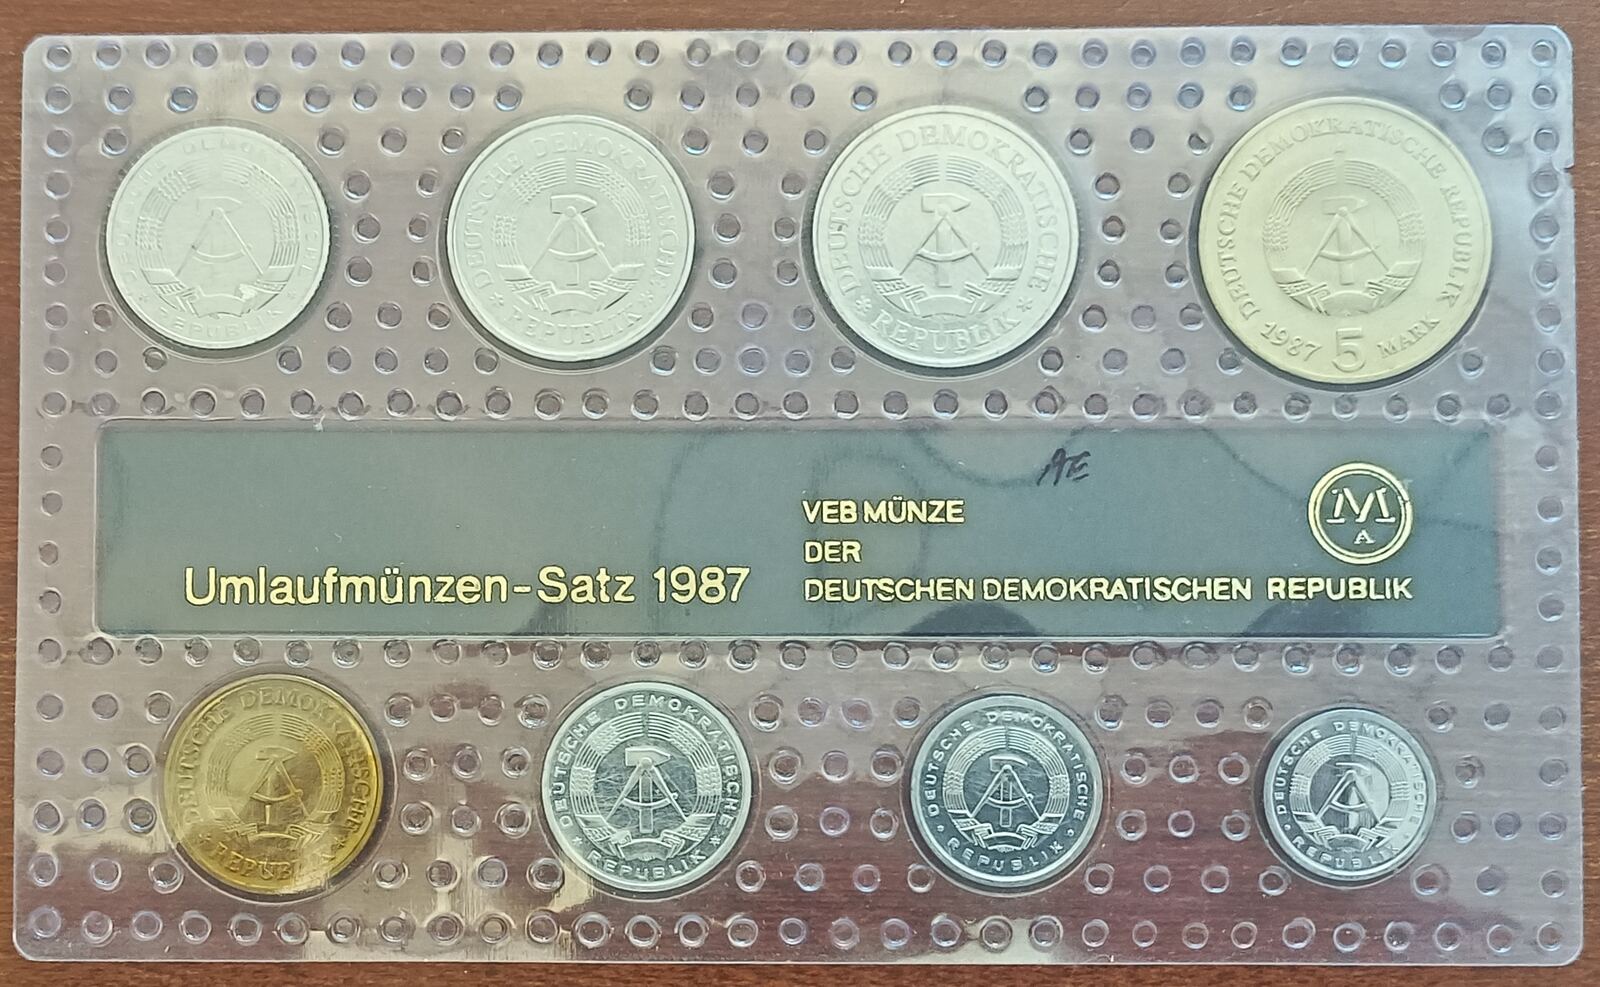 DEUTSCHE DEMOKRATISCHE REPUBLIK
DEUTSCHE DEMOKRATISCHE REPUBLIK
DEUTSCHE DEMOKRATISCHE REPUBLIK
DEUTSCHE DEMOKRATISCHE REPUBLIK
1987 5 MARK
AE
VEB MÜNZE
DER
Umlaufmünzen-Satz 1987
DEUTSCHEN DEMOKRATISCHEN REPUBLIK
M
A
DEUTSCHE DEMOKRATISCHE REPUBLIK
DEUTSCHE DEMOKRATISCHE REPUBLIK
DEUTSCHE DEMOKRATISCHE REPUBLIK
DEUTSCHE DEMOKRATISCHE REPUBLIK